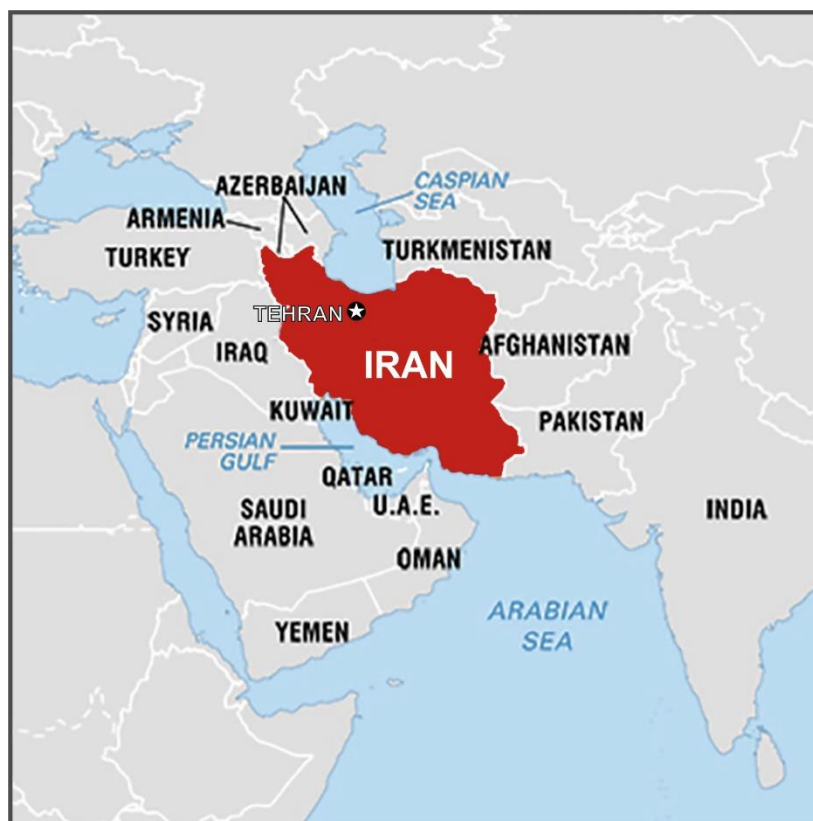 AZERBAIJAN
CASPIAN
SEA
ARMENIA
TURKEY
TURKMENISTAN
TEHRAN
SYRIA
IRAQ
AFGHANISTAN
IRAN
KUWAIT
PAKISTAN
PERSIAN
GULF
QATAR
SAUDI
ARABIA
U.A.E.
INDIA
OMAN
ARABIAN
SEA
YEMEN